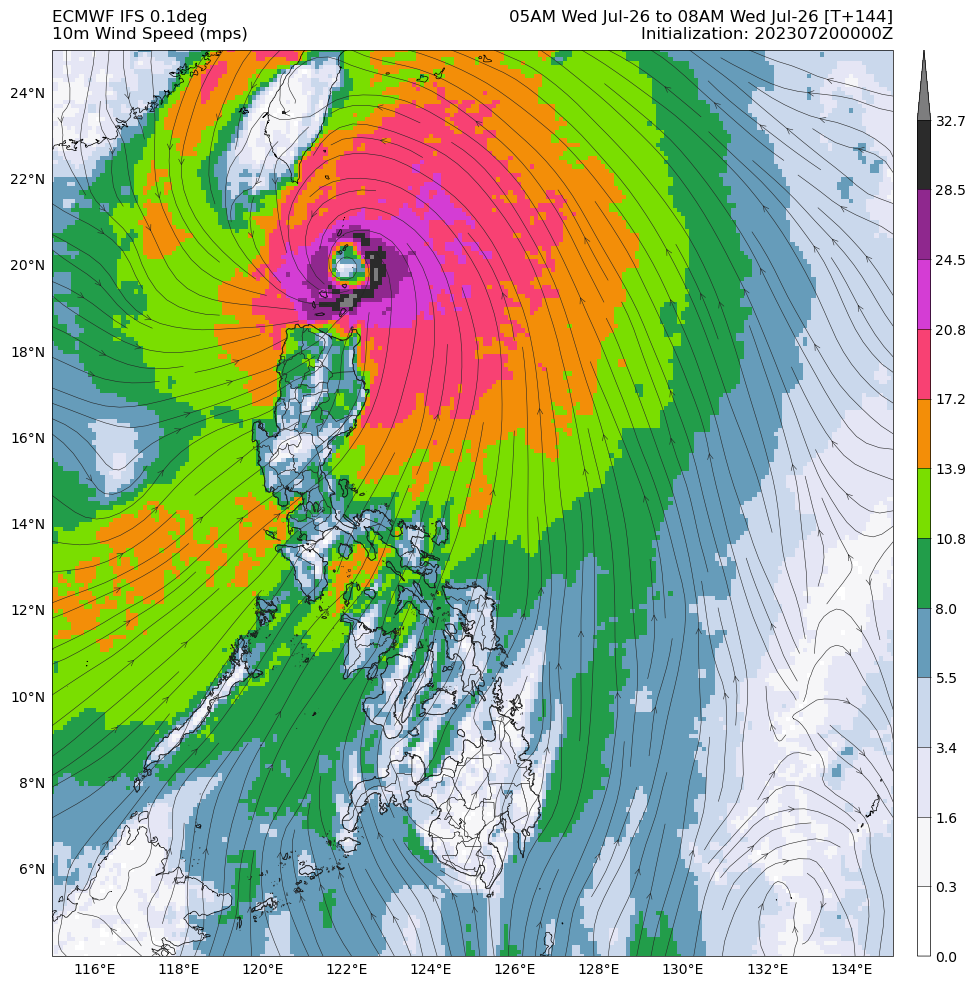 ECMWF IFS 0.1deg
10m Wind Speed (mps)
05AM Wed Jul-26 to 08AM Wed Jul-26 [T+144]
Initialization: 202307200000Z
24°N
22°N
20°N
18°N
16°N
14°N
12°N
10°N
8°N
6°N
116°E
118°E
120°E
122°E
124°E
126°E
128°E
130°E
132°E
134°E
32.7
28.5
24.5
20.8
17.2
13.9
10.8
8.0
5.5
3.4
1.6
0.3
0.0